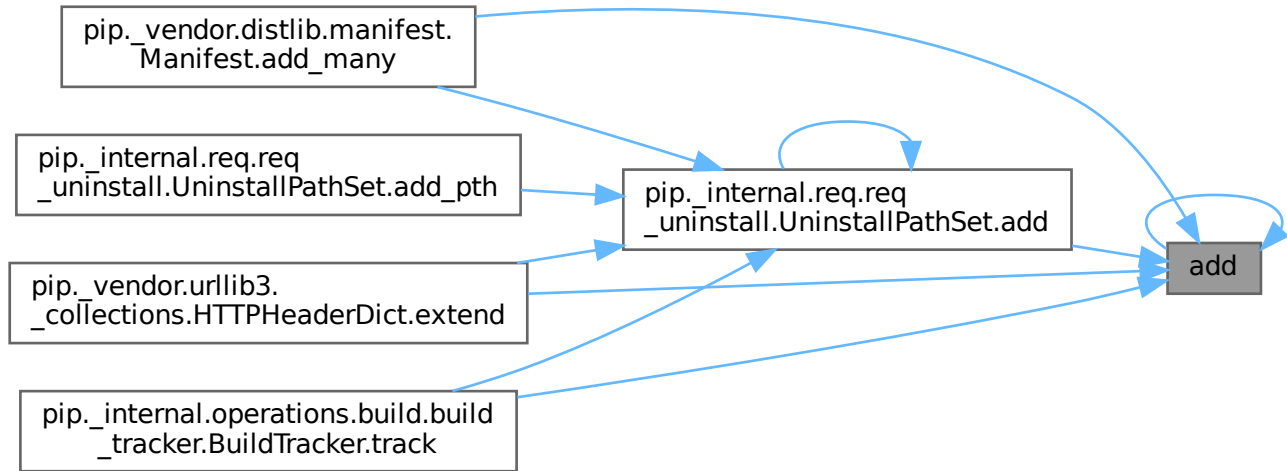 pip._vendor.distlib.manifest.
Manifest.add_many
pip._internal.req.req
_uninstall.UninstallPathSet.add_pth
pip._vendor.urllib3.
_collections.HTTPHeaderDict.extend
pip._internal.operations.build.build
_tracker.BuildTracker.track
pip._internal.req.req
_uninstall.UninstallPathSet.add
add